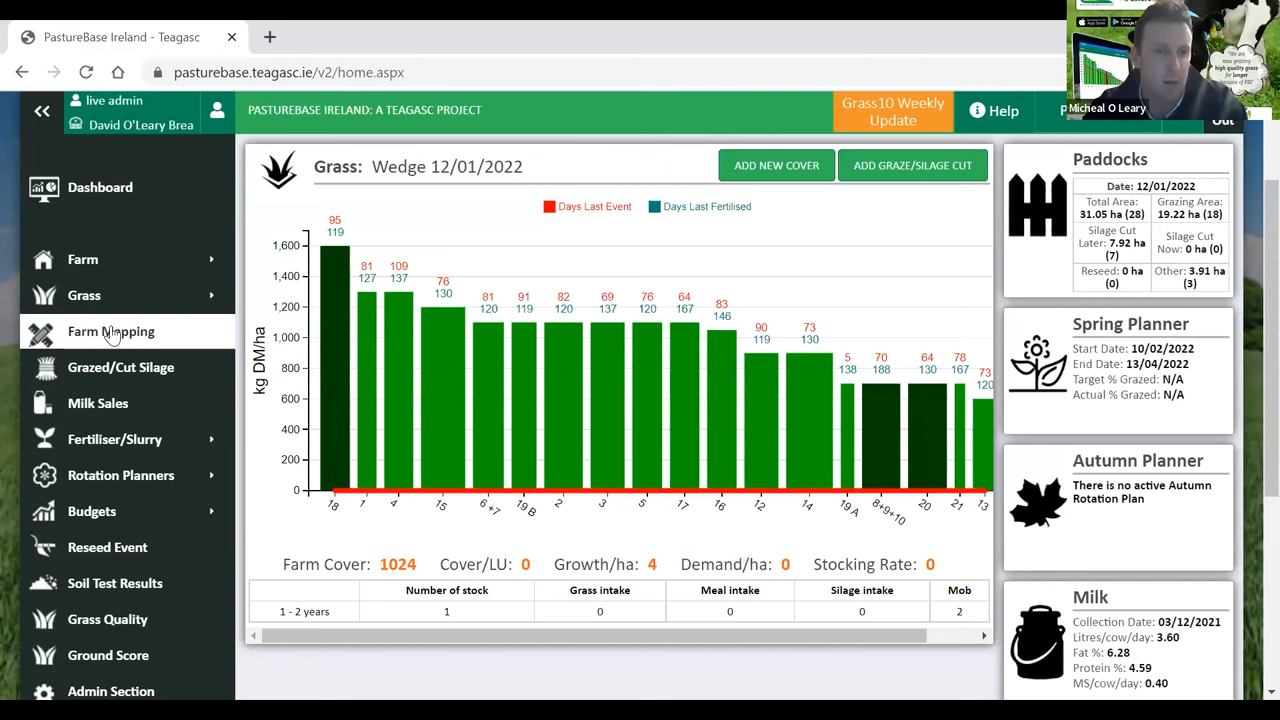 PastureBase Ireland - Teagasc
pasturebase.teagasc.ie/v2/home.aspx
Micheal O Leary
"We are
now grazing
high quality grass
for longer
live admin
David O'Leary Brea
PASTUREBASE IRELAND: A TEAGASC PROJECT
Grass10 Weekly
Update
Help
P
Out
Dashboard
Farm
Grass
Farm Mapping
Grazed/Cut Silage
Milk Sales
Fertiliser/Slurry
Rotation Planners
Budgets
Reseed Event
Soil Test Results
Grass Quality
Ground Score
Admin Section
Grass: Wedge 12/01/2022
ADD NEW COVER
ADD GRAZE/SILAGE CUT
Days Last Event Days Last Fertilised
kg DM/ha
1,600
1,400
1,200
1,000
800
600
400
200
0
95 81 109 76 81 91 82 69 76 64 83 90 73 5 70 64 78 73
119 127 137 130 120 119 120 137 120 167 146 119 130 138 188 130 167 120
18 1 4 15 6 +7 19 B 2 3 5 17 16 12 14 19 A 8+9+10 20 21 13
Farm Cover: 1024 Cover/LU: 0 Growth/ha: 4 Demand/ha: 0 Stocking Rate: 0
Number of stock Grass intake Meal intake Silage intake Mob
1 - 2 years 1 0 0 0 2
Paddocks
Date: 12/01/2022
Total Area: Grazing Area:
31.05 ha (28) 19.22 ha (18)
Silage Cut
Later: 7.92 ha
(7)
Silage Cut
Now: 0 ha (0)
Reseed: 0 ha
(0)
Other: 3.91 ha
(3)
Spring Planner
Start Date: 10/02/2022
End Date: 13/04/2022
Target % Grazed: N/A
Actual % Grazed: N/A
Autumn Planner
There is no active Autumn
Rotation Plan
Milk
Collection Date: 03/12/2021
Litres/cow/day: 3.60
Fat %: 6.28
Protein %: 4.59
MS/cow/day: 0.40